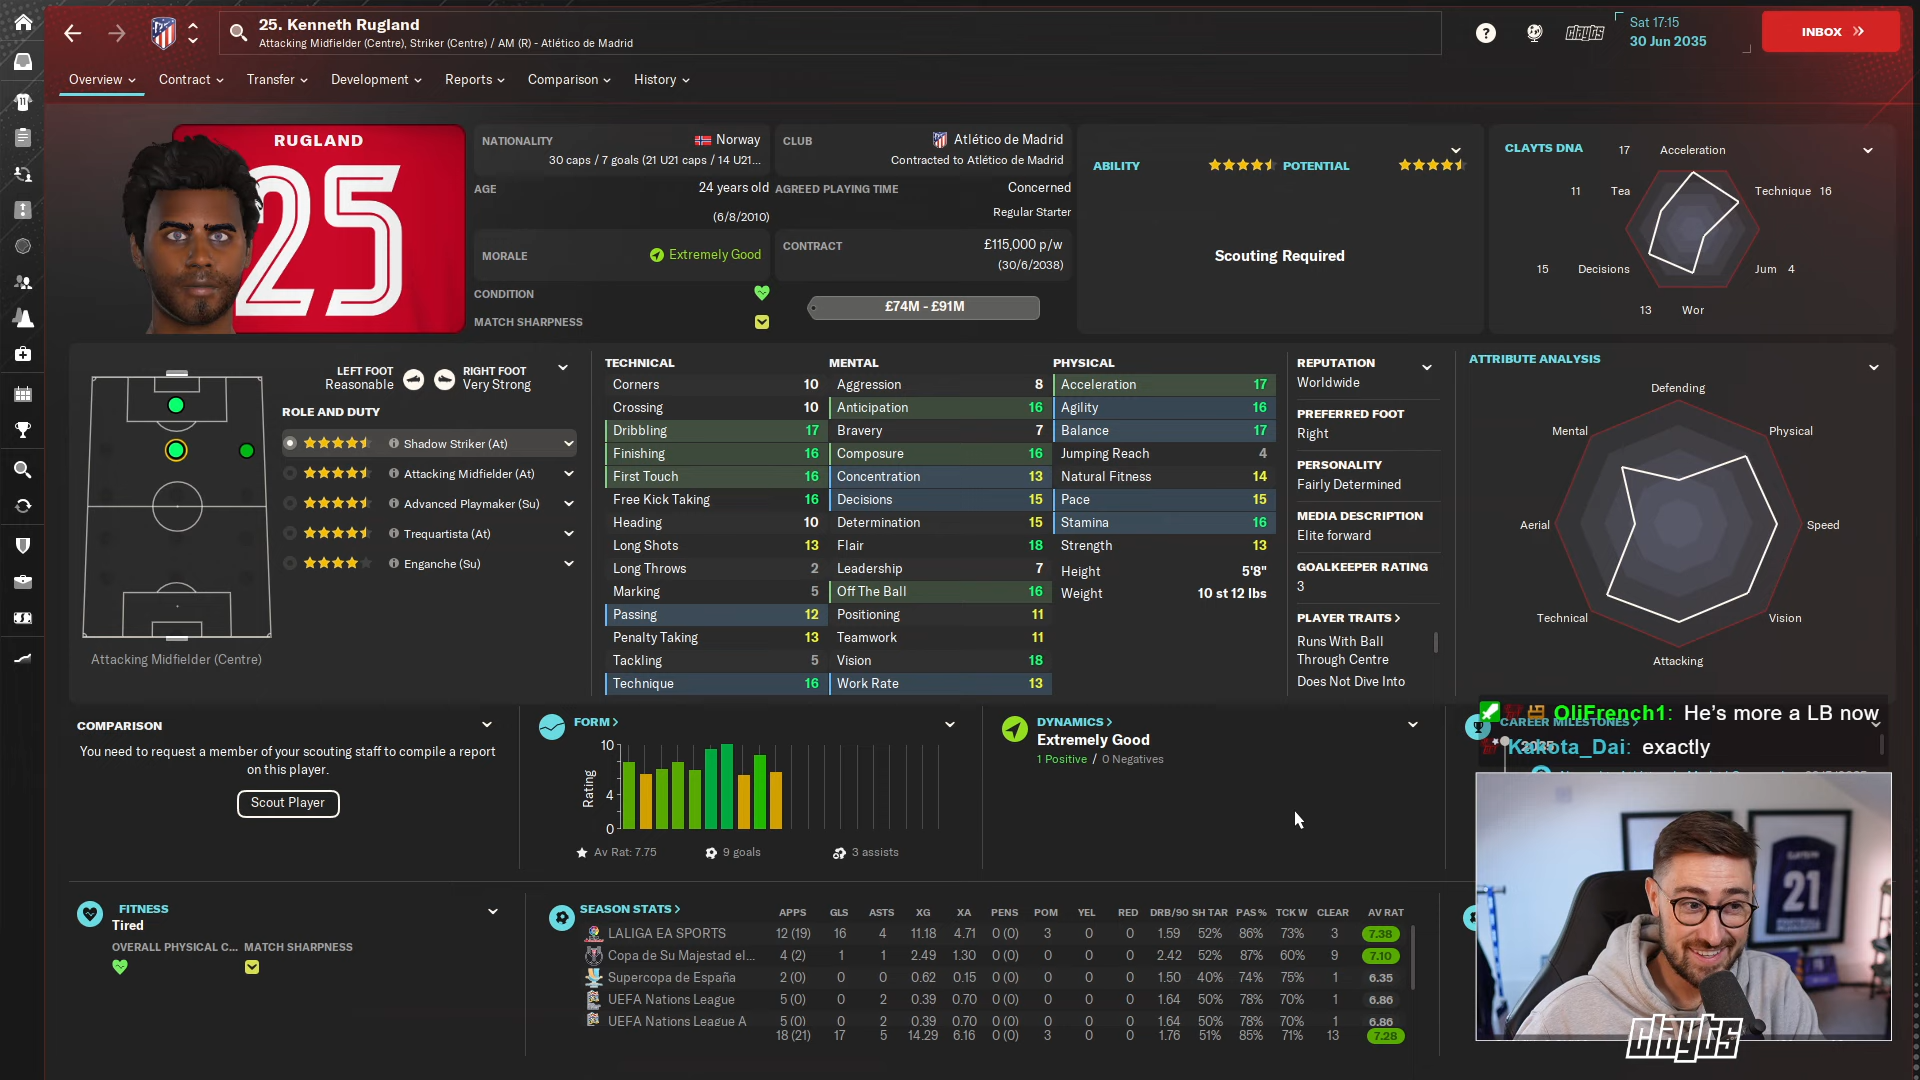 25. Kenneth Rugland
Attacking Midfielder (Centre), Striker (Centre) / AM (R) - Atlético de Madrid
?
clayts
Sat 17:15
30 Jun 2035
INBOX
Overview
Contract
Transfer
Development
Reports
Comparison
History
RUGLAND
25
NATIONALITY
Norway
30 caps / 7 goals (21 U21 caps / 14 U21...
AGE
24 years old
(6/8/2010)
MORALE
Extremely Good
CONDITION
MATCH SHARPNESS
CLUB
Atlético de Madrid
Contracted to Atlético de Madrid
AGREED PLAYING TIME
Concerned
Regular Starter
CONTRACT
£115,000 p/w
(30/6/2038)
£74M - £91M
ABILITY
POTENTIAL
Scouting Required
CLAYTS DNA
17 Acceleration
11 Tea
Technique 16
15 Decisions
Jum 4
13 Wor
LEFT FOOT
Reasonable
RIGHT FOOT
Very Strong
ROLE AND DUTY
Shadow Striker (At)
Attacking Midfielder (At)
Advanced Playmaker (Su)
Trequartista (At)
Enganche (Su)
Attacking Midfielder (Centre)
TECHNICAL
Corners 10
Crossing 10
Dribbling 17
Finishing 16
First Touch 16
Free Kick Taking 16
Heading 10
Long Shots 13
Long Throws 2
Marking 5
Passing 12
Penalty Taking 13
Tackling 5
Technique 16
MENTAL
Aggression 8
Anticipation 16
Bravery 7
Composure 16
Concentration 13
Decisions 15
Determination 15
Flair 18
Leadership 7
Off The Ball 16
Positioning 11
Teamwork 11
Vision 18
Work Rate 13
PHYSICAL
Acceleration 17
Agility 16
Balance 17
Jumping Reach 4
Natural Fitness 14
Pace 15
Stamina 16
Strength 13
Height 5'8"
Weight 10 st 12 lbs
REPUTATION
Worldwide
PREFERRED FOOT
Right
PERSONALITY
Fairly Determined
MEDIA DESCRIPTION
Elite forward
GOALKEEPER RATING
3
PLAYER TRAITS >
Runs With Ball
Through Centre
Does Not Dive Into
ATTRIBUTE ANALYSIS
Defending
Mental
Physical
Aerial
Speed
Technical
Vision
Attacking
COMPARISON
You need to request a member of your scouting staff to compile a report
on this player.
Scout Player
FORM >
Rating
10
4
0
Av Rat: 7.75
9 goals
3 assists
DYNAMICS >
Extremely Good
1 Positive / 0 Negatives
CAREER MILESTONES
2035
OliFrench1: He's more a LB now
Kakota_Dai: exactly
FITNESS
Tired
OVERALL PHYSICAL C... MATCH SHARPNESS
SEASON STATS >
APPS GLS ASTS XG XA PENS POM YEL RED DRB/90 SH TAR PAS% TCK W CLEAR AV RAT
LALIGA EA SPORTS 12 (19) 16 4 11.18 4.71 0 (0) 3 0 0 1.59 52% 86% 73% 3 7.38
Copa de Su Majestad el... 4 (2) 1 1 2.49 1.30 0 (0) 0 0 0 2.42 52% 87% 60% 9 7.10
Supercopa de España 2 (0) 0 0 0.62 0.15 0 (0) 0 0 0 1.50 40% 74% 75% 1 6.35
UEFA Nations League 5 (0) 0 2 0.39 0.70 0 (0) 0 0 0 1.64 50% 78% 70% 1 6.86
UEFA Nations League A 5 (0) 0 2 0.39 0.70 0 (0) 0 0 0 1.64 50% 78% 70% 1 6.86
18 (21) 17 5 14.29 6.16 0 (0) 3 0 0 1.76 51% 85% 71% 13 7.28
21
clayts